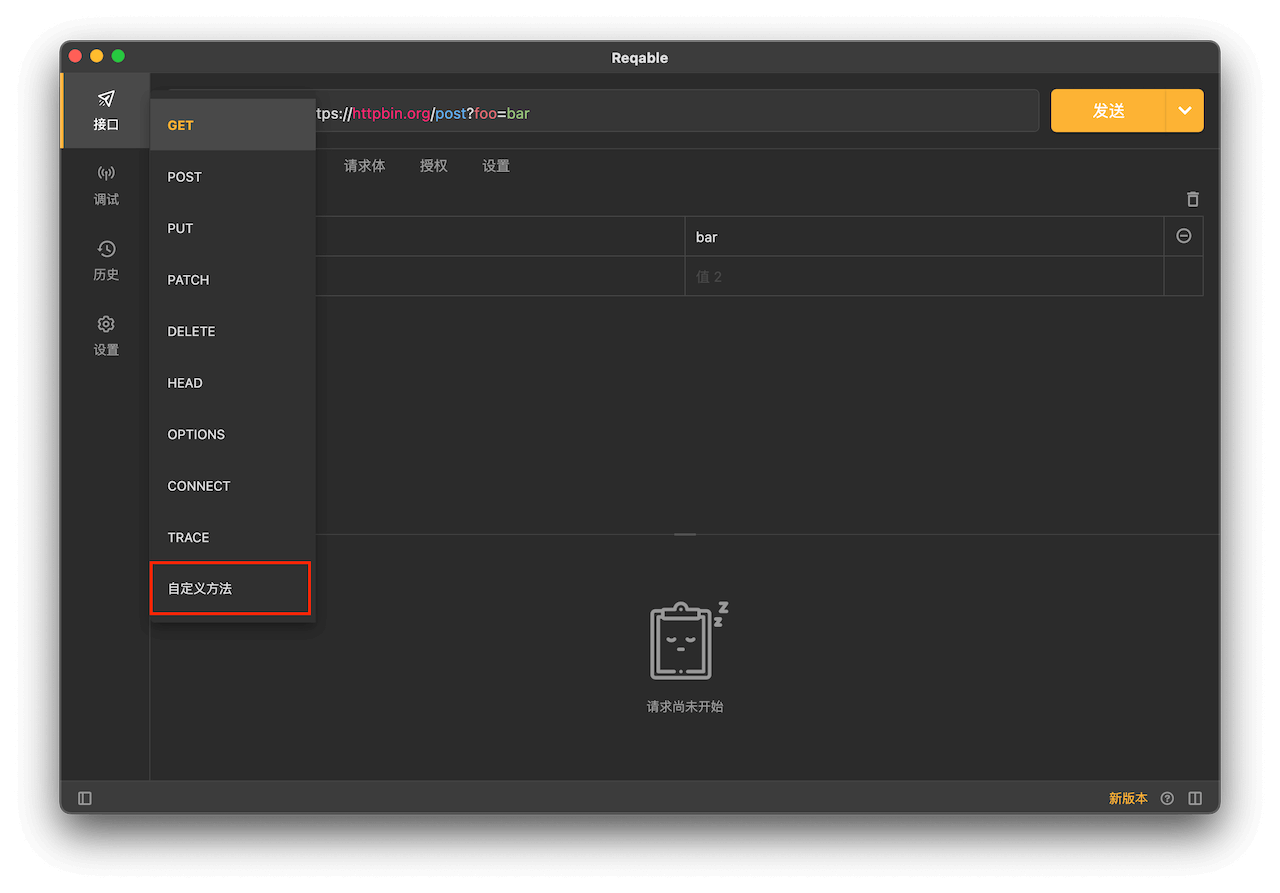 Reqable
接口
调试
历史
设置
GET
POST
PUT
PATCH
DELETE
HEAD
OPTIONS
CONNECT
TRACE
自定义方法
tps://httpbin.org/post?foo=bar
发送
请求体 授权 设置
bar
值 2
z
z
请求尚未开始
新版本